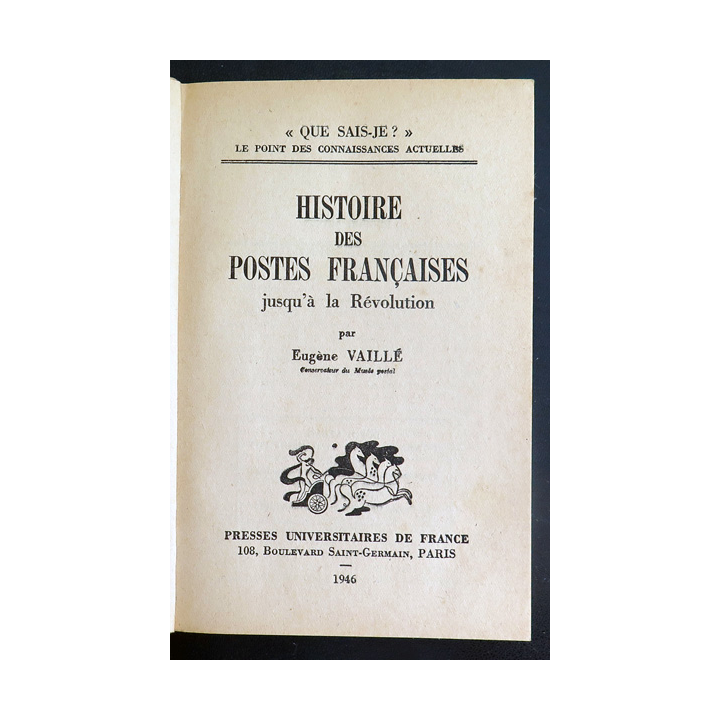 « QUE SAIS-JE ? »
LE POINT DES CONNAISSANCES ACTUELLES
HISTOIRE
DES
POSTES FRANÇAISES
jusqu'à la Révolution
par
Eugène VAILLÉ
Conservateur du Musée postal
PRESSES UNIVERSITAIRES DE FRANCE
108, BOULEVARD SAINT-GERMAIN, PARIS
1946